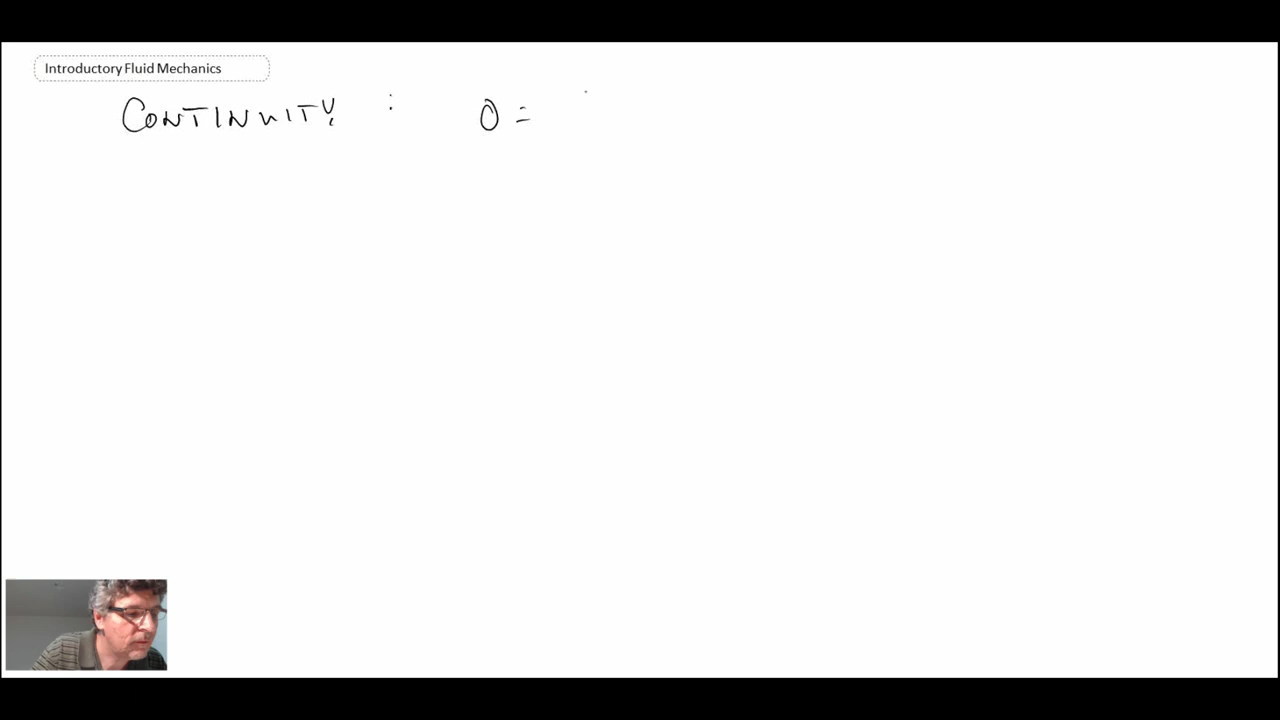 Introductory Fluid Mechanics
CONTINUITY : 0 =